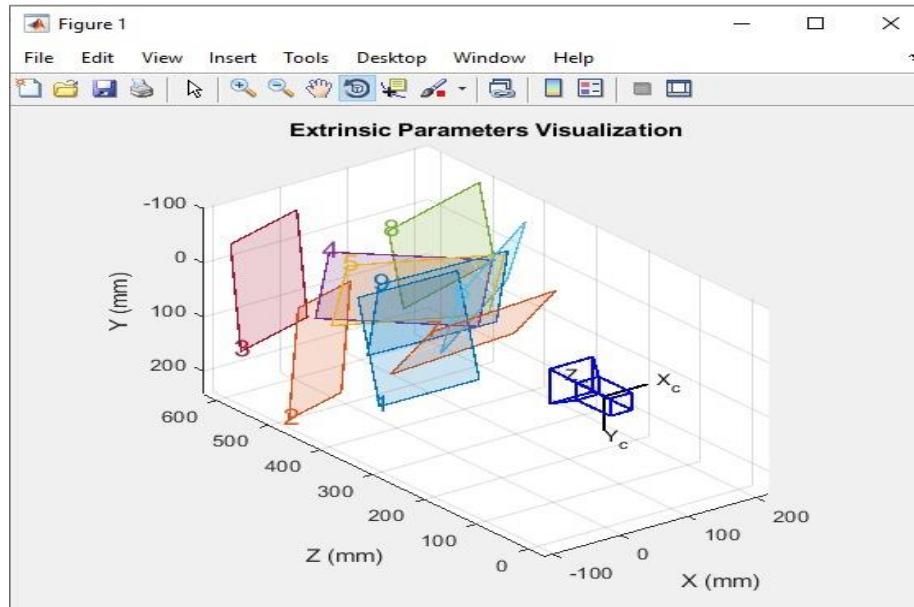 Figure 1
File Edit View Insert Tools Desktop Window Help
Extrinsic Parameters Visualization
-100
0
100
200
Y (mm)
600
500
400
300
200
100
0
Z (mm)
-100
0
100
200
X (mm)
8
4
5
9
3
2
1
Z
Xc
Yc